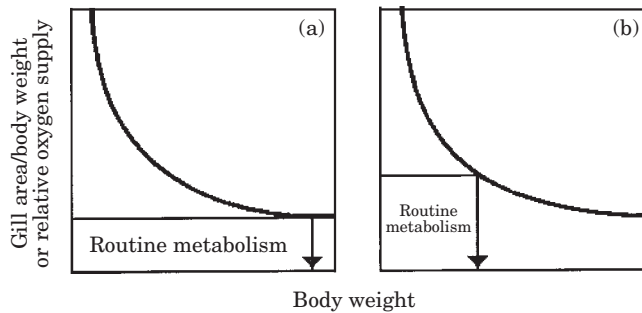 Gill area/body weight
or relative oxygen supply
(a)
Routine metabolism
(b)
Routine
metabolism
Body weight